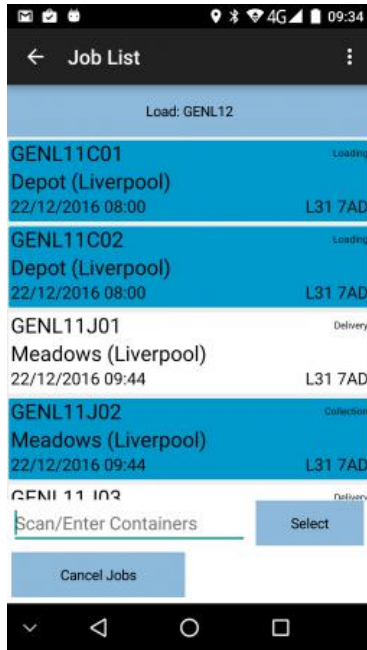 4G 09:34
Job List
Load: GENL12
GENL11C01 Loading
Depot (Liverpool)
22/12/2016 08:00 L31 7AD
GENL11C02 Loading
Depot (Liverpool)
22/12/2016 08:00 L31 7AD
GENL11J01 Delivery
Meadows (Liverpool)
22/12/2016 09:44 L31 7AD
GENL11J02 Collection
Meadows (Liverpool)
22/12/2016 09:44 L31 7AD
GENL11J03 Delivery
Scan/Enter Containers Select
Cancel Jobs